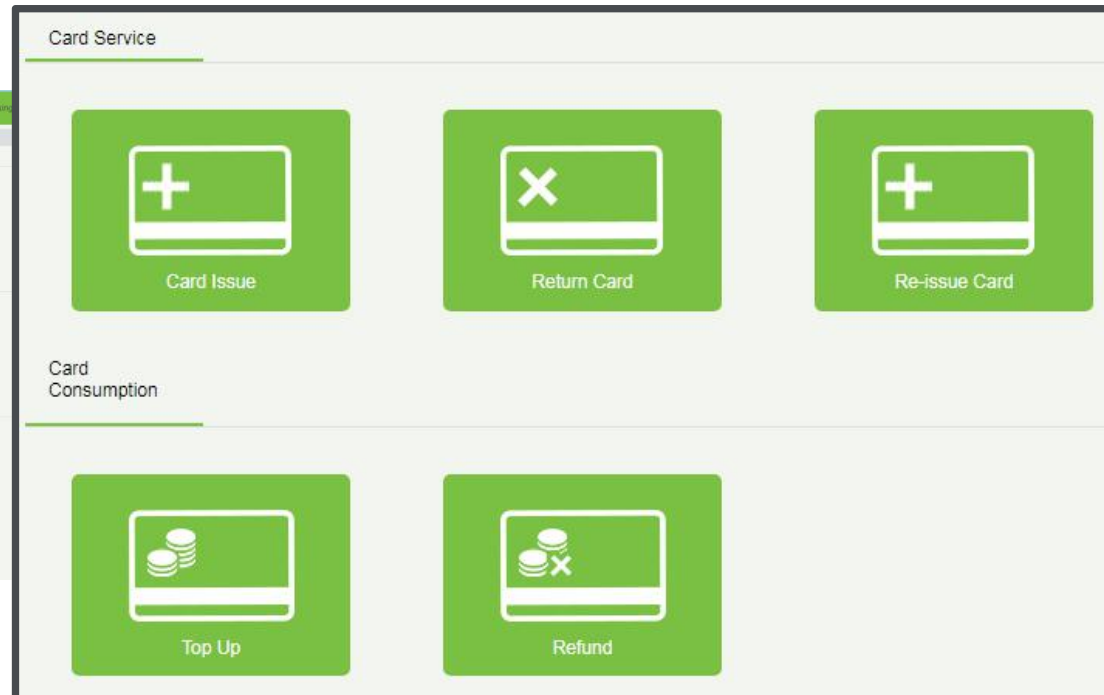 Card Service
Card Issue
Return Card
Re-issue Card
Card
Consumption
Top Up
Refund